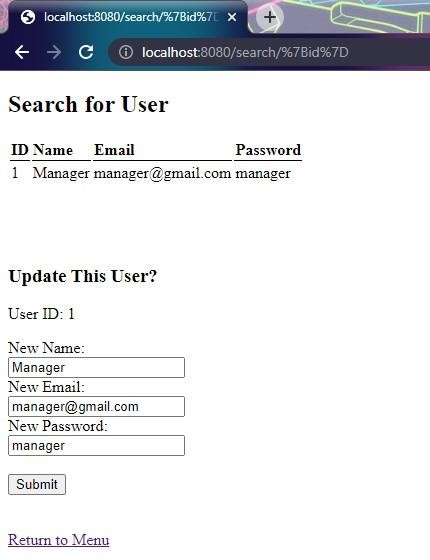 localhost:8080/search/%7Bid%7D
localhost:8080/search/%7Bid%7D
Search for User
ID Name Email Password
1 Manager manager@gmail.com manager
Update This User?
User ID: 1
New Name:
Manager
New Email:
manager@gmail.com
New Password:
manager
Submit
Return to Menu